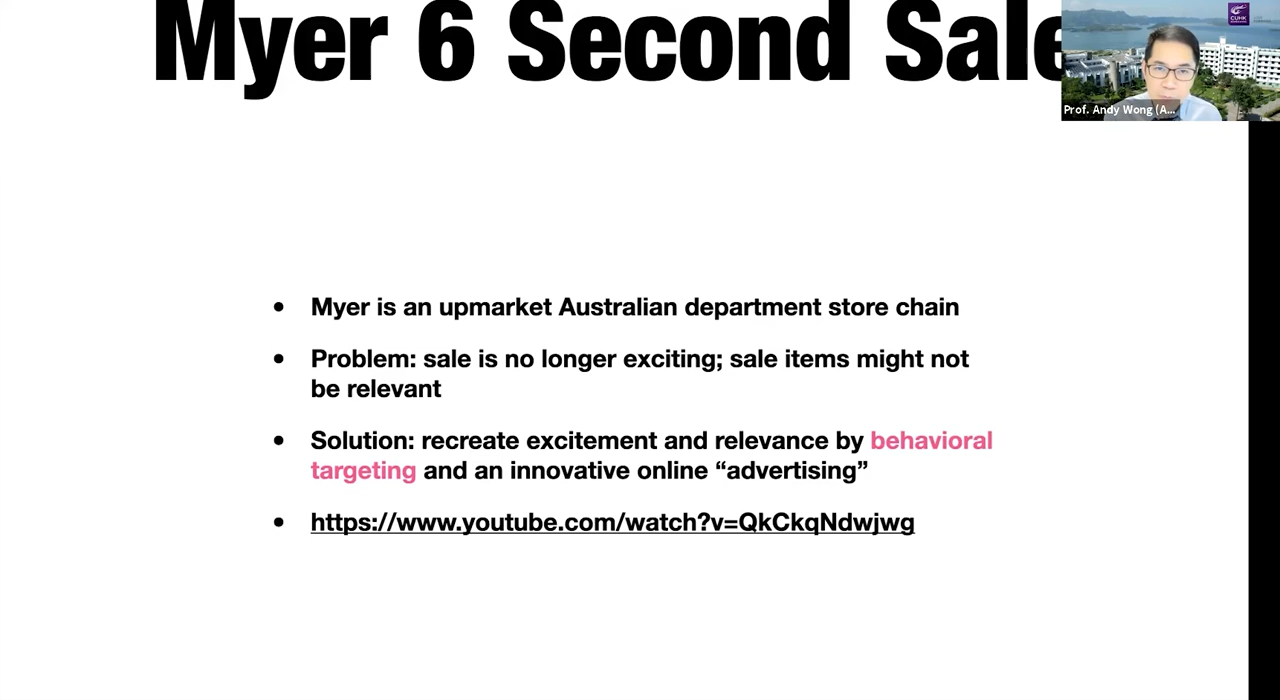 Myer 6 Second Sale
CUHK
Prof. Andy Wong (A...
• Myer is an upmarket Australian department store chain
• Problem: sale is no longer exciting; sale items might not
be relevant
• Solution: recreate excitement and relevance by behavioral
targeting and an innovative online “advertising”
• https://www.youtube.com/watch?v=QkCkqNdwjwg